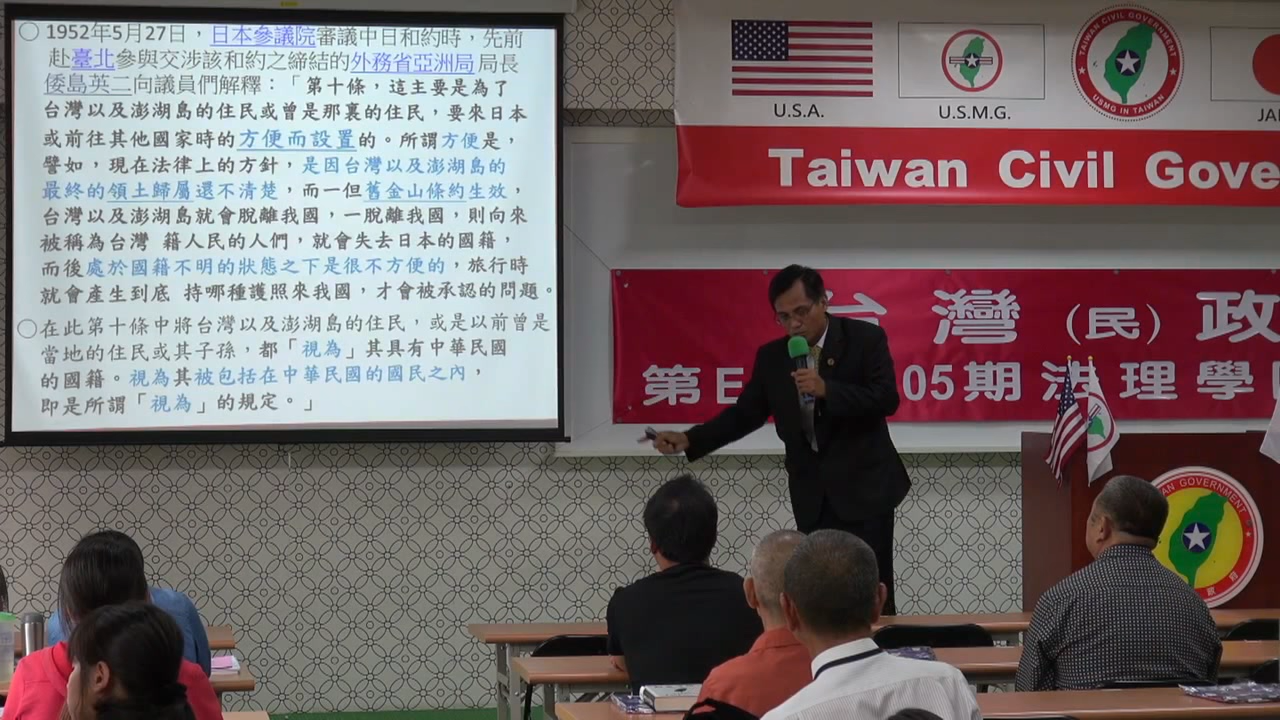 ○ 1952年5月27日，日本參議院審議中日和約時，先前
赴臺北參與交涉該和約之締結的外務省亞洲局局長
倭島英二向議員們解釋：「第十條，這主要是為了
台灣以及澎湖島的住民或曾是那裏的住民，要來日本
或前往其他國家時的方便而設置的。所謂方便是，
譬如，現在法律上的方針，是因台灣以及澎湖島的
最終的領土歸屬還不清楚，而一但舊金山條約生效，
台灣以及澎湖島就會脫離我國，一脫離我國，則向來
被稱為台灣 籍人民的人們，就會失去日本的國籍，
而後處於國籍不明的狀態之下是很不方便的，旅行時
就會產生到底 持哪種護照來我國，才會被承認的問題。
○ 在此第十條中將台灣以及澎湖島的住民，或是以前曾是
當地的住民或其子孫，都「視為」其具有中華民國
的國籍。視為其被包括在中華民國的國民之內，
即是所謂「視為」的規定。」
U.S.A.
U.S.M.G.
TAIWAN CIVIL GOVERNMENT
USMG IN TAIWAN
JA
Taiwan Civil Gove
台 灣 (民) 政
第E 05期法理學
GOVERNMENT